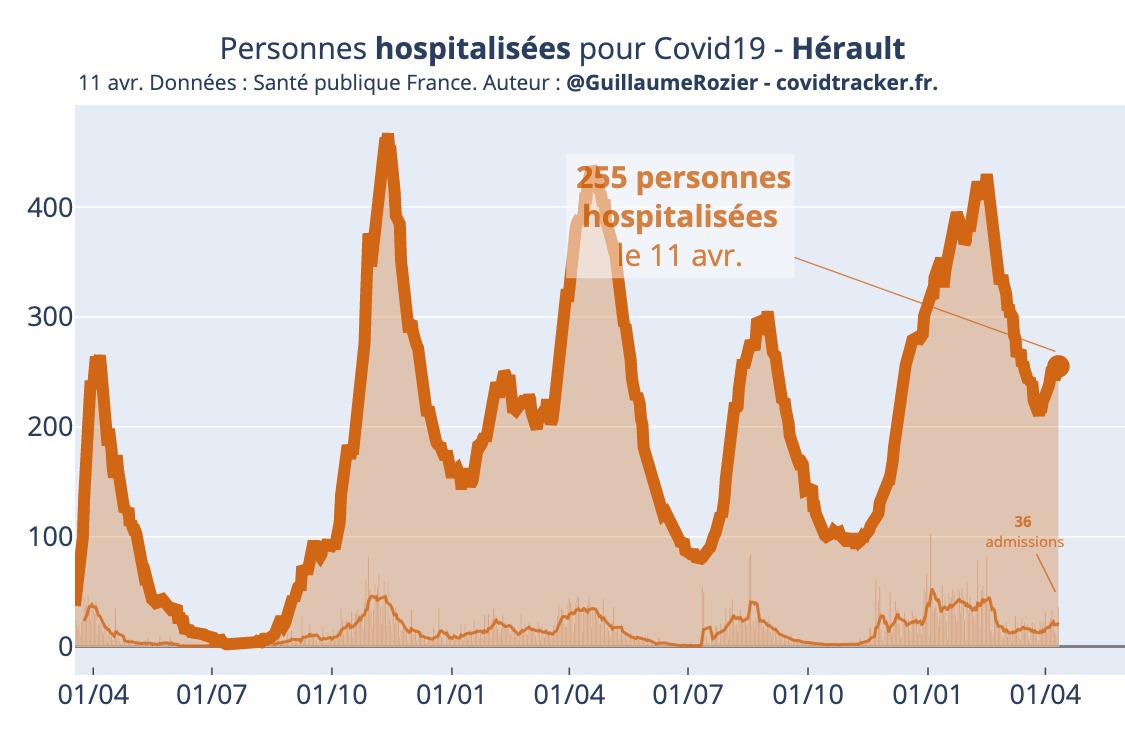 Personnes hospitalisées pour Covid19 - Hérault
11 avr. Données : Santé publique France. Auteur : @GuillaumeRozier - covidtracker.fr.
255 personnes
hospitalisées
le 11 avr.
400
300
200
100
0
36
admissions
01/04 01/07 01/10 01/01 01/04 01/07 01/10 01/01 01/04